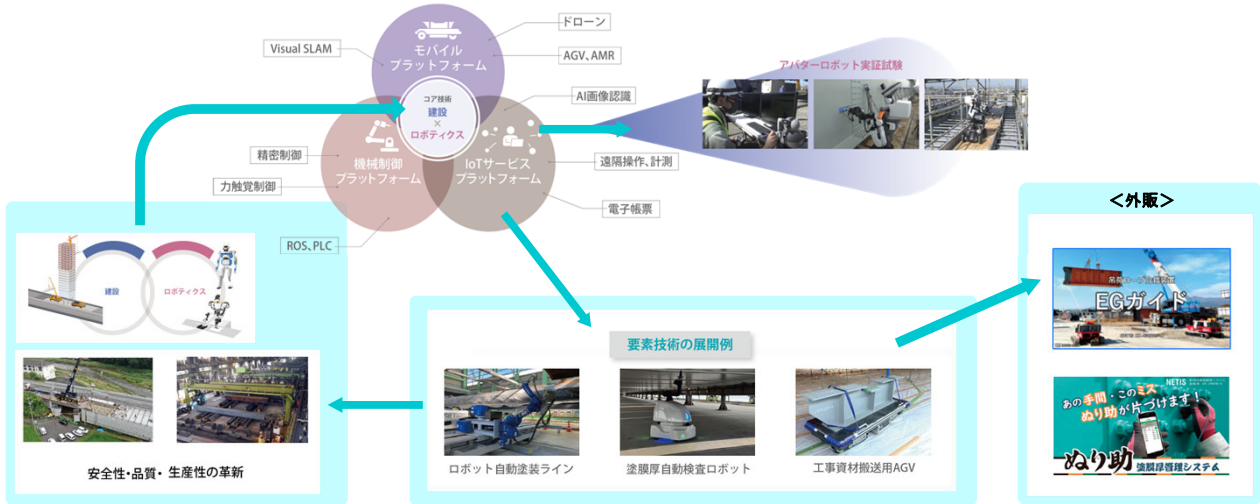 ドローン
Visual SLAM
モバイル
プラットフォーム
AGV、AMR
アバターロボット実証試験
コア技術
建設
×
ロボティクス
AI画像認識
精密制御
機械制御
プラットフォーム
IoTサービス
プラットフォーム
遠隔操作、計測
力触覚制御
電子帳票
ROS、PLC
＜外販＞
建設
ロボティクス
EGガイド
要素技術の展開例
NETIS
あの手間・このミス
ぬり助が片づけます！
ぬり助
塗膜厚管理システム
ロボット自動塗装ライン
塗膜厚自動検査ロボット
工事資材搬送用AGV
安全性・品質・ 生産性の革新